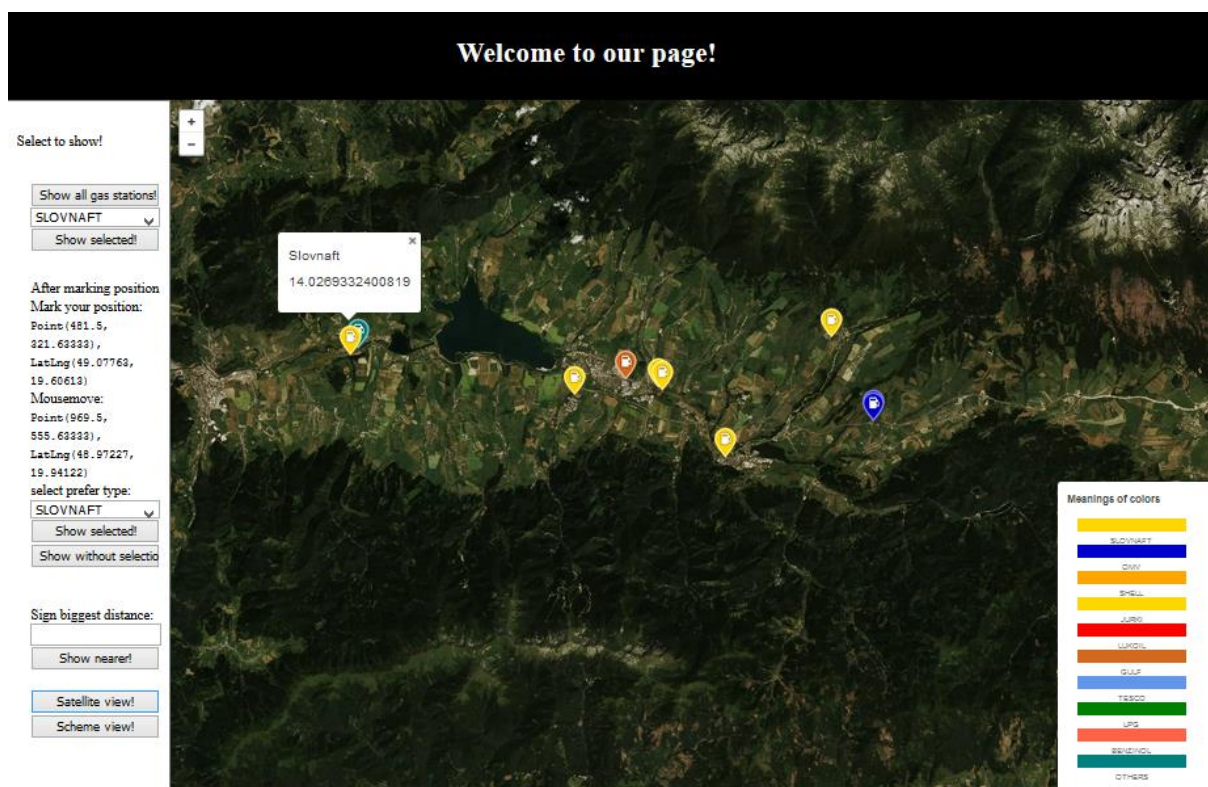 Welcome to our page!
Select to show!
Show all gas stations!
SLOVNAFT
Show selected!
After marking position
Mark your position:
Point(481.5,
321.63333),
LatLng(49.07763,
19.60613)
Mousemove:
Point(969.5,
555.63333),
LatLng(48.97227,
19.94122)
select prefer type:
SLOVNAFT
Show selected!
Show without selectio
Sign biggest distance:
Show nearer!
Satellite view!
Scheme view!
+
−
×
Slovnaft
14.0269332400819
Meanings of colors
SLOVNAFT
OMV
SHELL
JURKI
LUKOIL
GULF
TESCO
LPG
BENZINOL
OTHERS